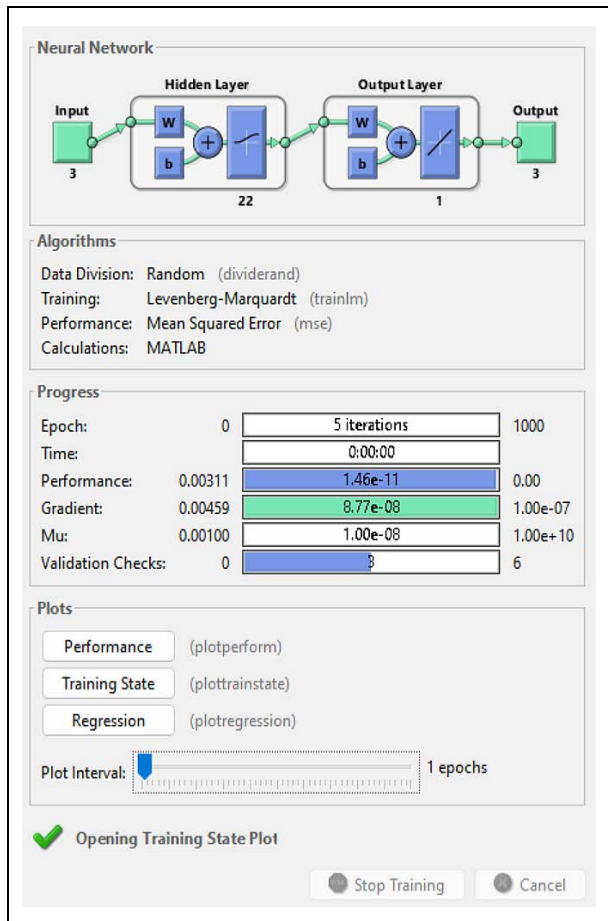 Neural Network
Hidden Layer
Output Layer
Input
Output
W
W
b
b
3
22
1
3
Algorithms
Data Division: Random (dividerand)
Training: Levenberg-Marquardt (trainlm)
Performance: Mean Squared Error (mse)
Calculations: MATLAB
Progress
Epoch: 0 5 iterations 1000
Time: 0:00:00
Performance: 0.00311 1.46e-11 0.00
Gradient: 0.00459 8.77e-08 1.00e-07
Mu: 0.00100 1.00e-08 1.00e+10
Validation Checks: 0 3 6
Plots
Performance (plotperform)
Training State (plottrainstate)
Regression (plotregression)
Plot Interval: 1 epochs
Opening Training State Plot
Stop Training Cancel